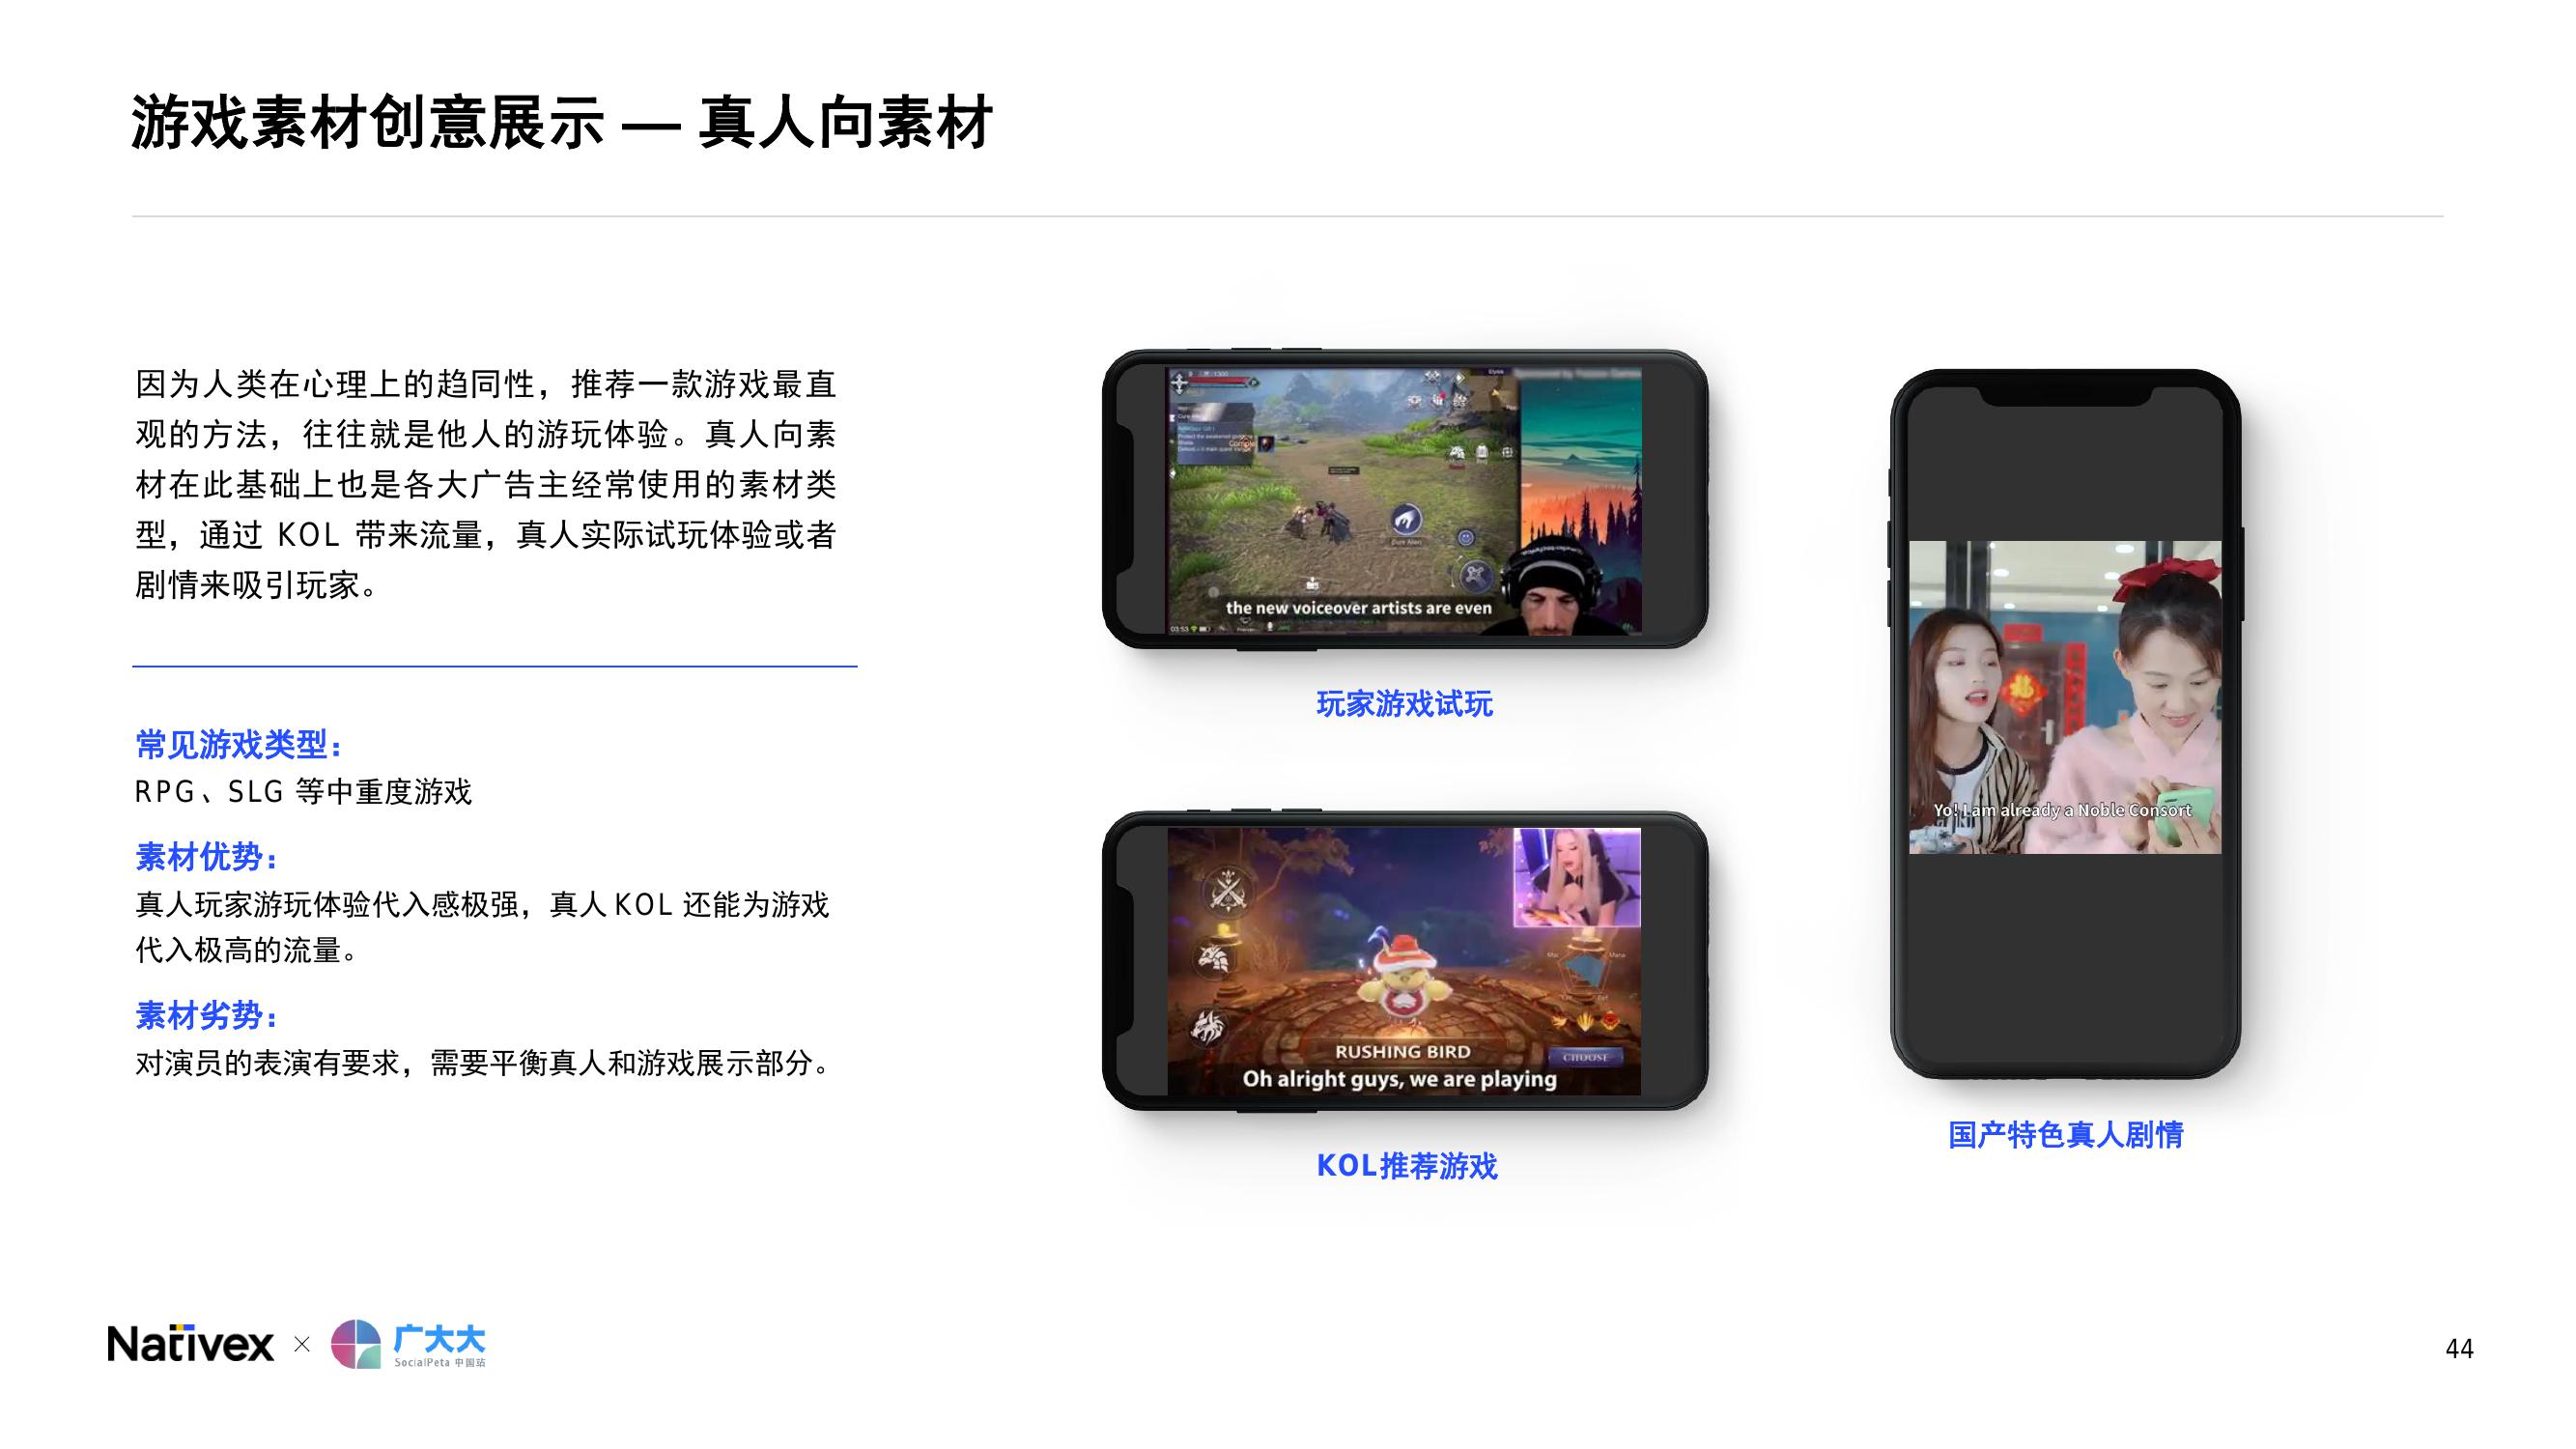 游戏素材创意展示 — 真人向素材
因为人类在心理上的趋同性，推荐一款游戏最直
观的方法，往往就是他人的游玩体验。真人向素
材在此基础上也是各大广告主经常使用的素材类
型，通过 KOL 带来流量，真人实际试玩体验或者
剧情来吸引玩家。
常见游戏类型：
RPG、SLG 等中重度游戏
素材优势：
真人玩家游玩体验代入感极强，真人KOL 还能为游戏
代入极高的流量。
素材劣势：
对演员的表演有要求，需要平衡真人和游戏展示部分。
the new voiceover artists are even
03:53
玩家游戏试玩
RUSHING BIRD
CHOOSE
Oh alright guys, we are playing
KOL推荐游戏
福
Yo! I am already a Noble Consort
国产特色真人剧情
Nativex × 广大大
SocialPeta 中国站
44